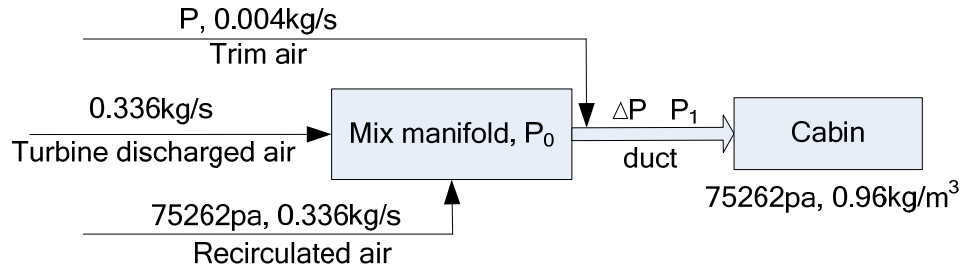 P, 0.004kg/s
Trim air
0.336kg/s
Turbine discharged air
Mix manifold, P₀
△P P₁
duct
Cabin
75262pa, 0.96kg/m³
75262pa, 0.336kg/s
Recirculated air